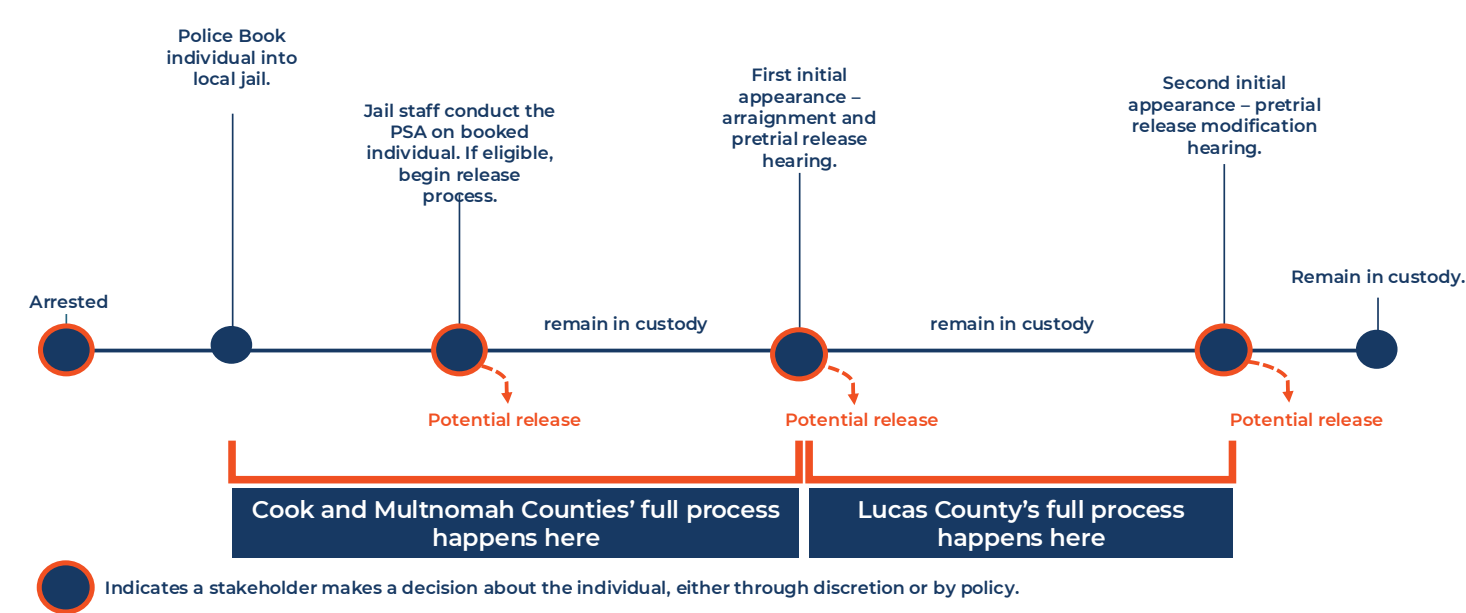 Police Book
individual into
local jail.
Jail staff conduct the
PSA on booked
individual. If eligible,
begin release
process.
First initial
appearance –
arraignment and
pretrial release
hearing.
Second initial
appearance – pretrial
release modification
hearing.
Arrested
remain in custody
remain in custody
Remain in custody.
Potential release
Potential release
Potential release
Cook and Multnomah Counties’ full process
happens here
Lucas County’s full process
happens here
Indicates a stakeholder makes a decision about the individual, either through discretion or by policy.